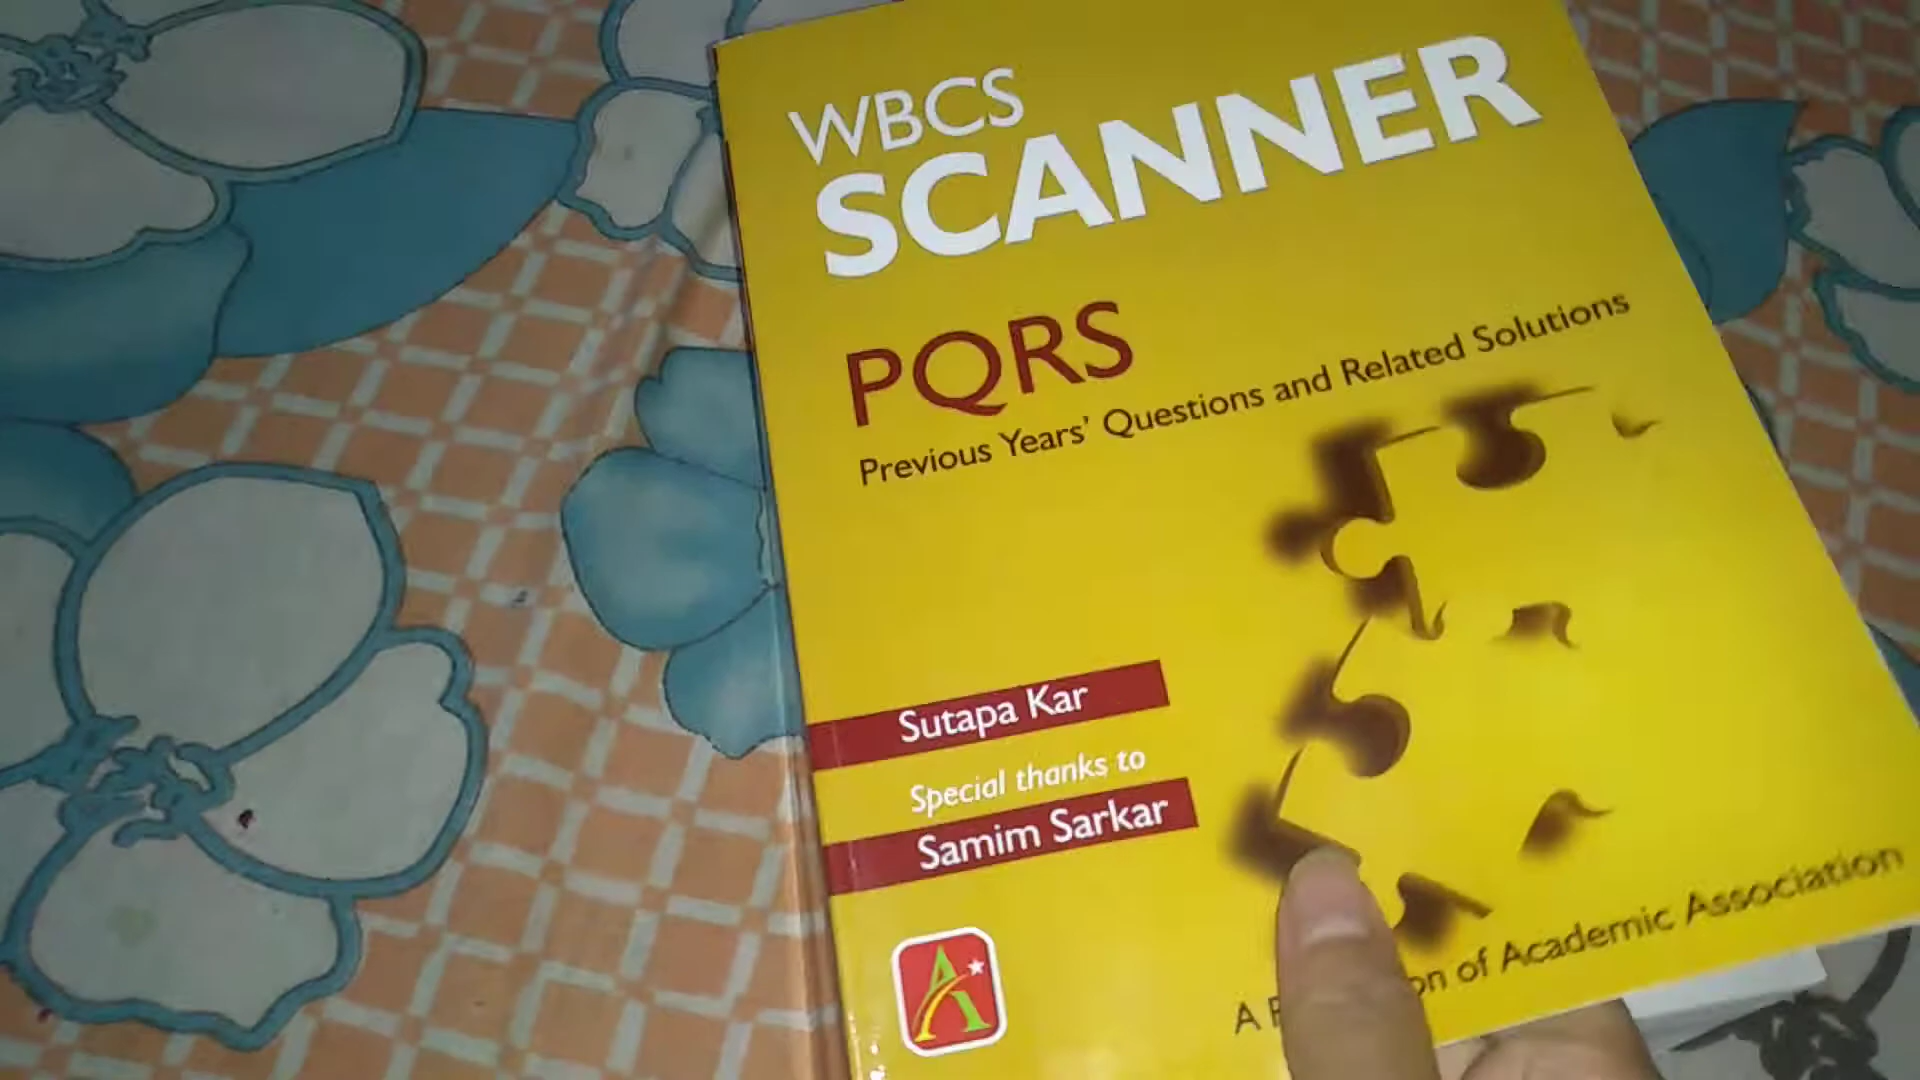 WBCS
SCANNER
PQRS
Previous Years' Questions and Related Solutions
Sutapa Kar
Special thanks to
Samim Sarkar
A
A of Academic Association